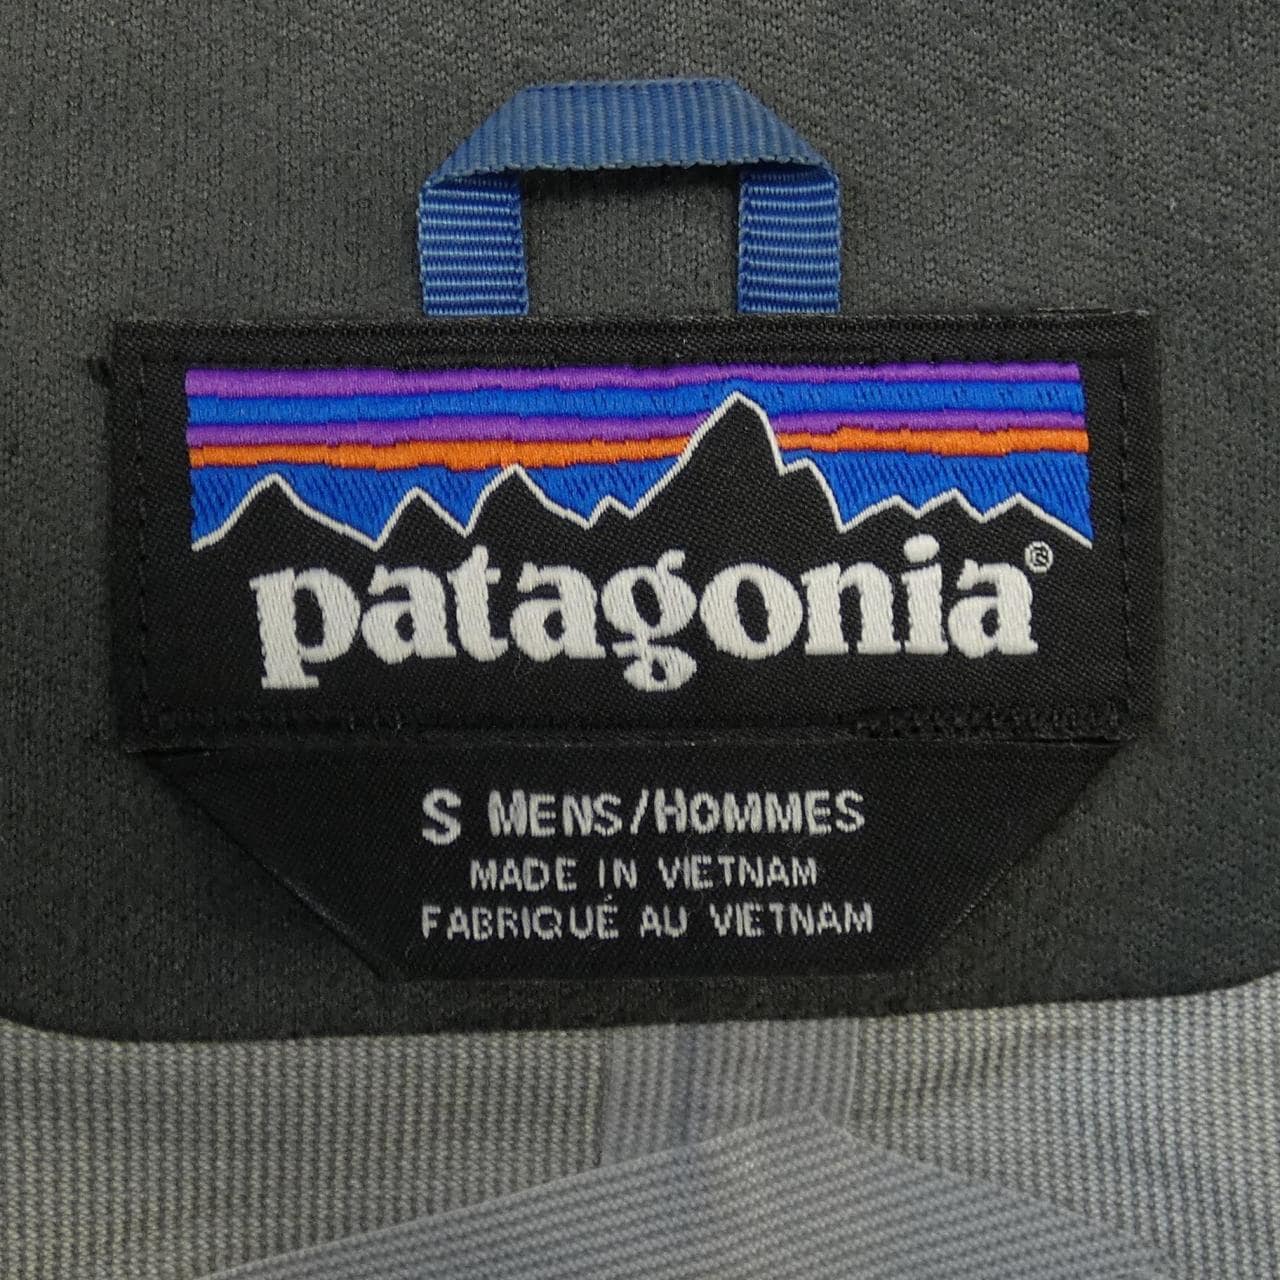 patagonia®
S MENS/HOMMES
MADE IN VIETNAM
FABRIQUÉ AU VIETNAM